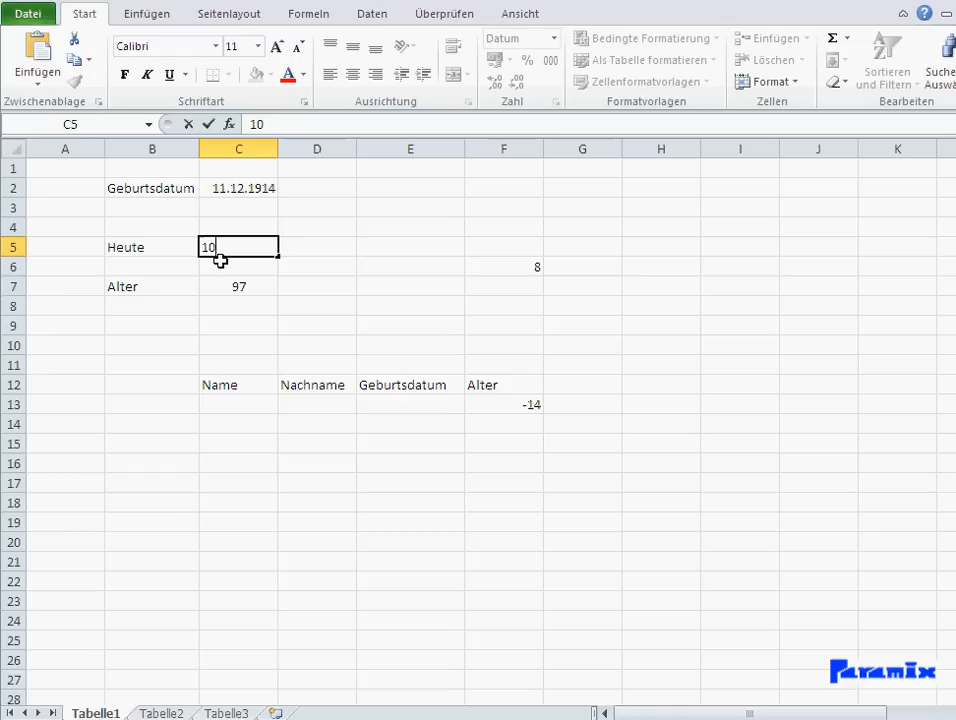 Datei Start Einfügen Seitenlayout Formeln Daten Überprüfen Ansicht
Einfügen
Calibri 11 A A
Datum
Bedingte Formatierung
Einfügen
Σ
F K U
A
% 000
Als Tabelle formatieren
Löschen
Sortieren und Filtern
Suche
Auswä
Zellenformatvorlagen
Format
Zwischenablage Schriftart Ausrichtung Zahl Formatvorlagen Zellen Bearbeiten
C5 fx 10
A B C D E F G H I J K
1
2 Geburtsdatum 11.12.1914
3
4
5 Heute 10
6 8
7 Alter 97
8
9
10
11
12 Name Nachname Geburtsdatum Alter
13 -14
14
15
16
17
18
19
20
21
22
23
24
25
26
27
28
Tabelle1 Tabelle2 Tabelle3
Paramix